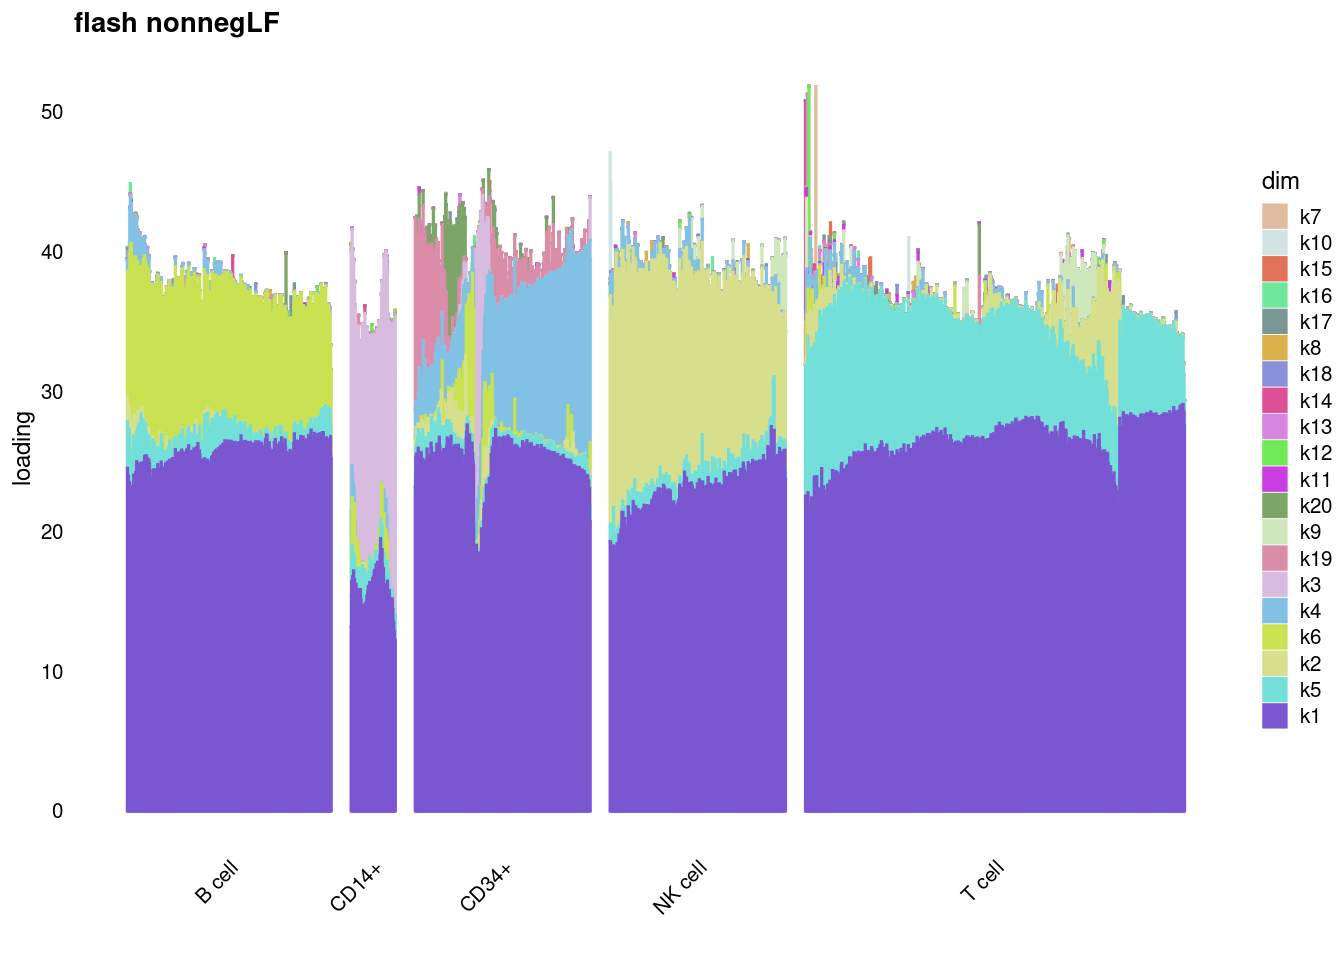 flash nonnegLF
50
40
30
20
10
0
loading
B cell
CD14+
CD34+
NK cell
T cell
dim
k7
k10
k15
k16
k17
k8
k18
k14
k13
k12
k11
k20
k9
k19
k3
k4
k6
k2
k5
k1